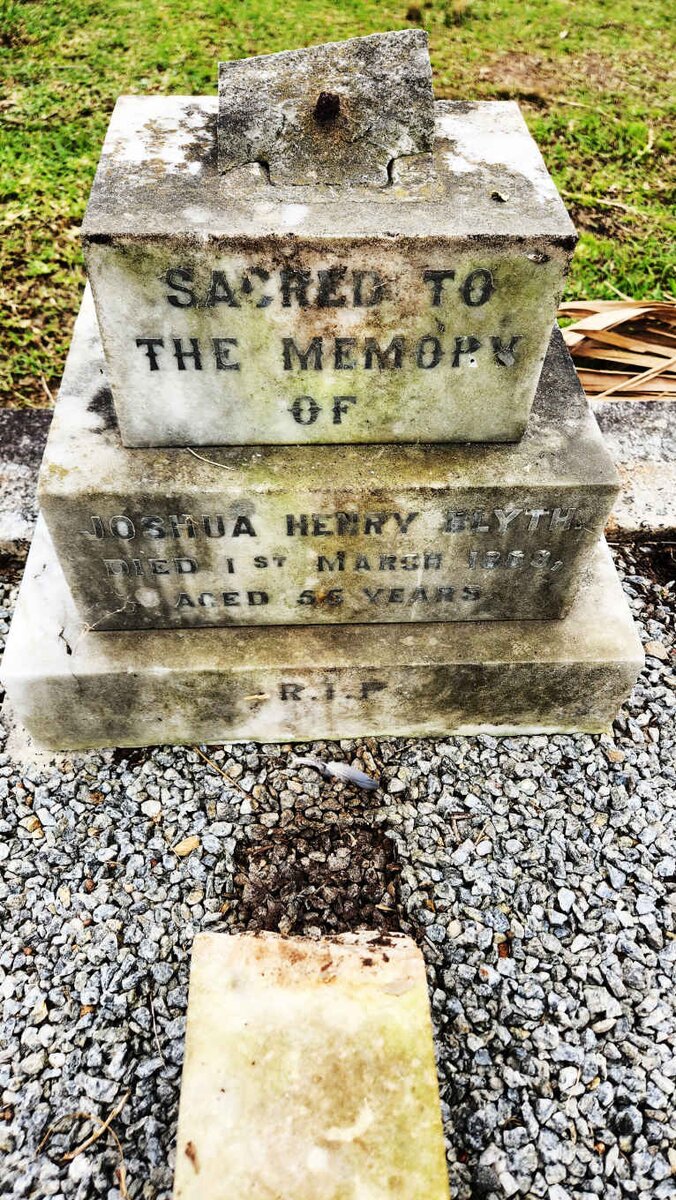 SACRED TO
THE MEMORY
OF
JOSHUA HENRY BLYTH
DIED 1ST MARCH
AGED YEARS
R.I.P